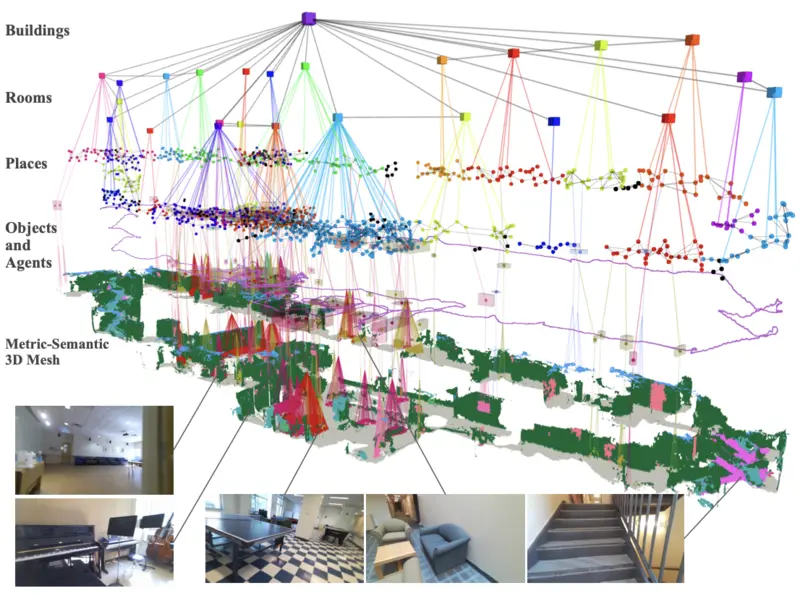 Buildings
Rooms
Places
Objects
and
Agents
Metric-Semantic
3D Mesh